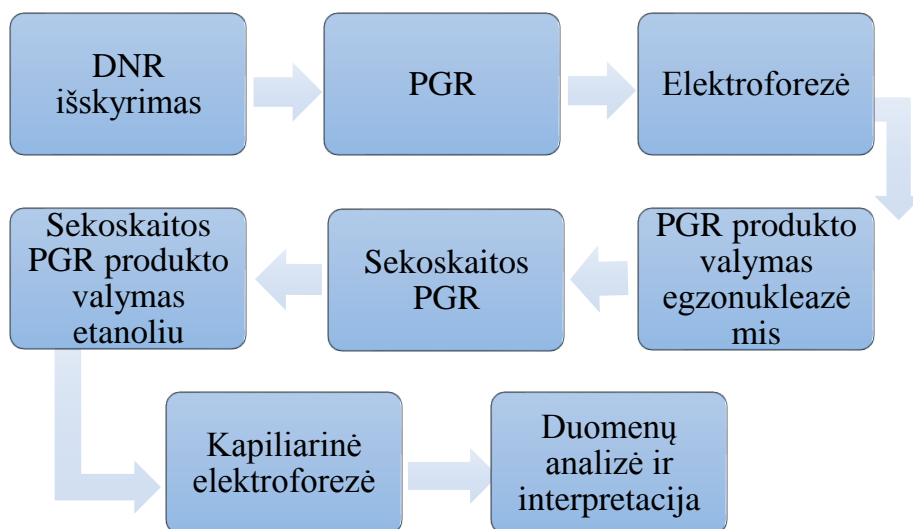 DNR
išskyrimas
PGR
Elektroforezė
PGR produkto
valymas
egzonukleazė
mis
Sekoskaitos
PGR
Sekoskaitos
PGR produkto
valymas
etanoliu
Kapiliarinė
elektroforezė
Duomenų
analizė ir
interpretacija